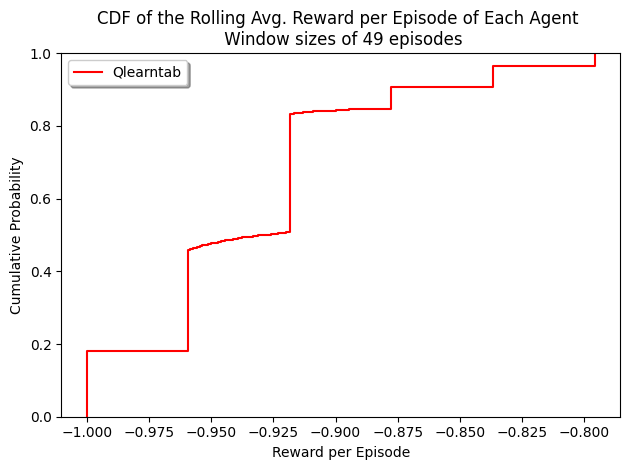 CDF of the Rolling Avg. Reward per Episode of Each Agent
Window sizes of 49 episodes
Qlearntab
1.0
0.8
0.6
0.4
0.2
0.0
Cumulative Probability
−1.000 −0.975 −0.950 −0.925 −0.900 −0.875 −0.850 −0.825 −0.800
Reward per Episode